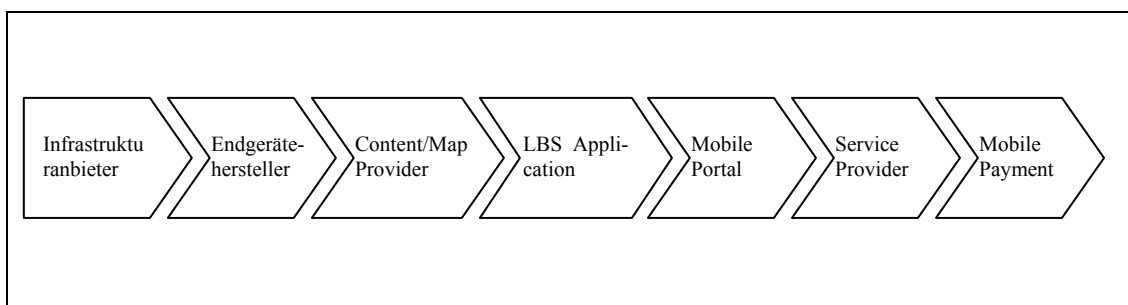 Infrastruktu
ranbieter
Endgeräte-
hersteller
Content/Map
Provider
LBS Appli-
cation
Mobile
Portal
Service
Provider
Mobile
Payment